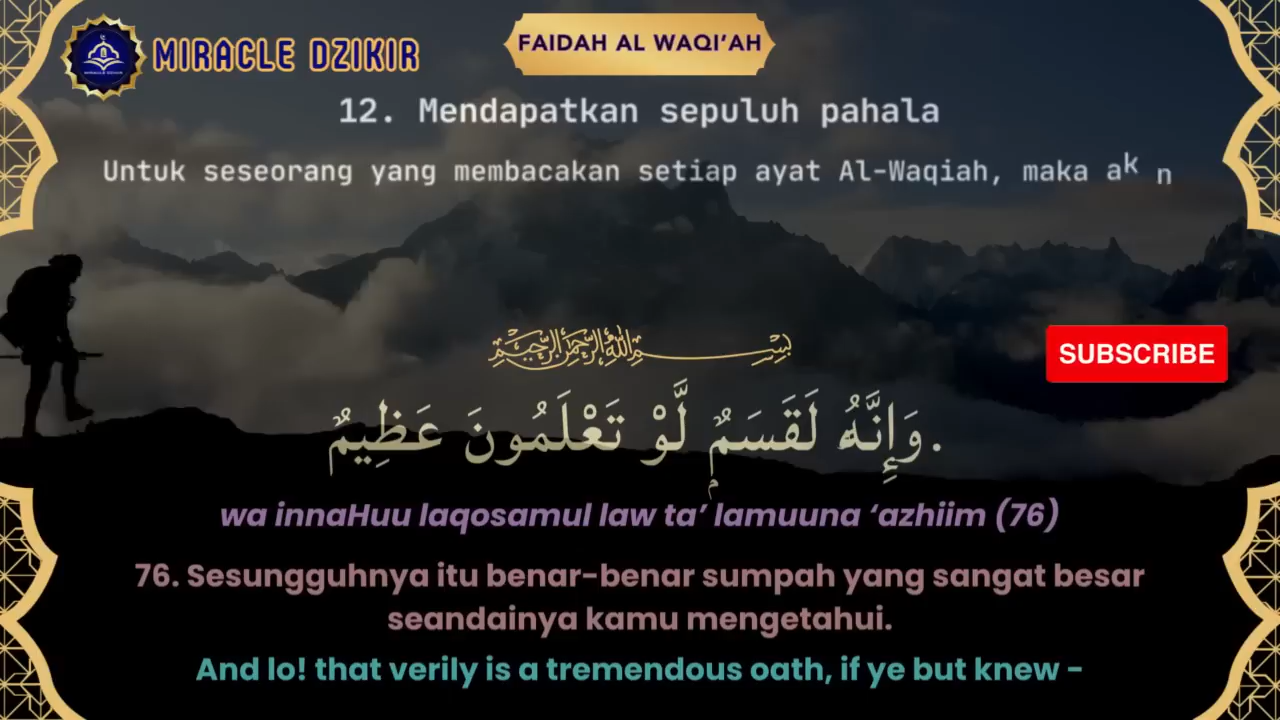 MIRACLE DZIKIR
FAIDAH AL WAQI’AH
12. Mendapatkan sepuluh pahala
Untuk seseorang yang membacakan setiap ayat Al-Waqiah, maka ak n
بِسْمِ اللَّهِ الرَّحْمَٰنِ الرَّحِيمِ
SUBSCRIBE
وَإِنَّهُۥ لَقَسَمٌۭ لَّوْ تَعْلَمُونَ عَظِيمٌ.
wa innaHuu laqosamul law ta’ lamuuna ‘azhiim (76)
76. Sesungguhnya itu benar-benar sumpah yang sangat besar
seandainya kamu mengetahui.
And lo! that verily is a tremendous oath, if ye but knew -